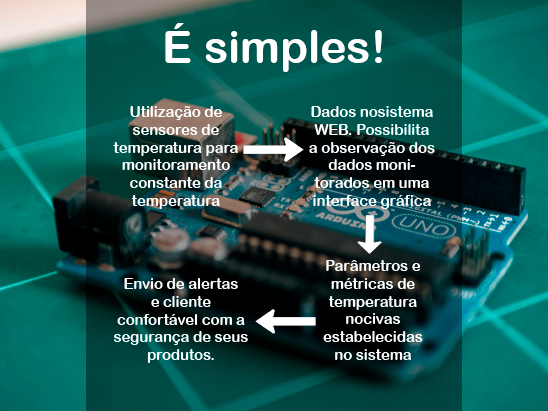 É simples!
Utilização de
sensores de
temperatura para
monitoramento
constante da
temperatura
Dados nosistema
WEB. Possibilita
a observação dos
dados moni-
torados em uma
interface gráfica
Parâmetros e
métricas de
temperatura
nocivas
estabelecidas
no sistema
Envio de alertas
e cliente
confortável com a
segurança de seus
produtos.
ARDUINO
UNO